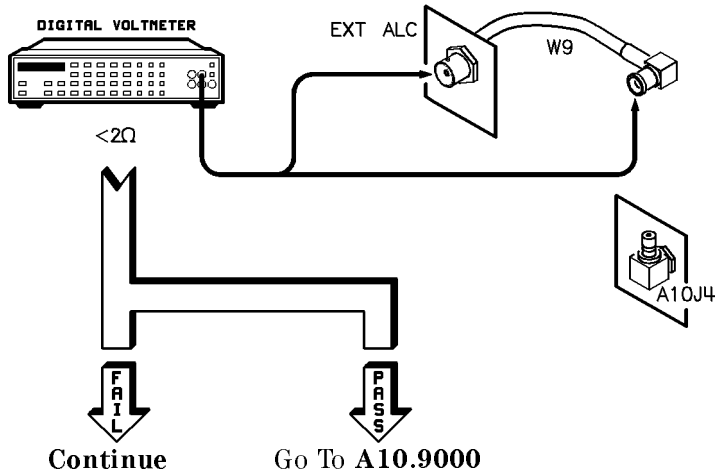 DIGITAL VOLTMETER
EXT ALC
W9
<2Ω
A10J4
FAIL
PASS
Continue
Go To A10.9000